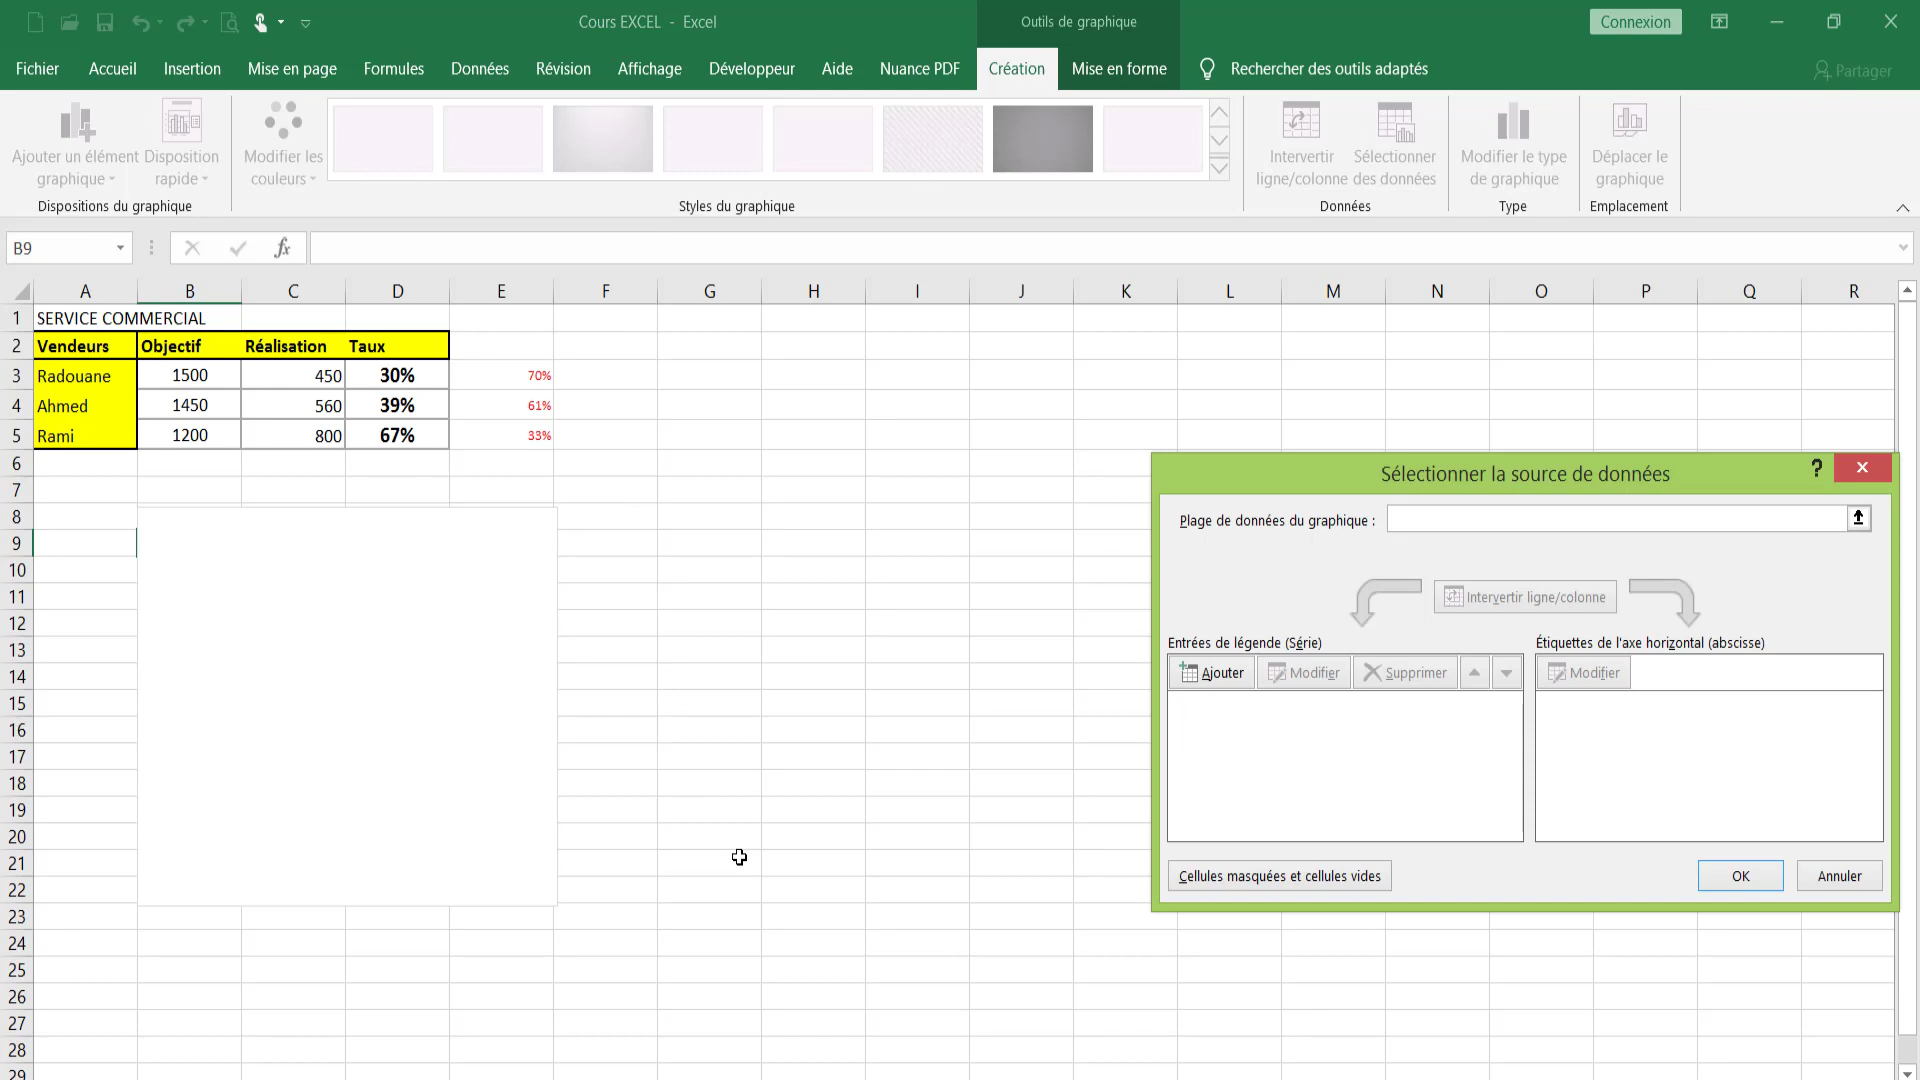 Cours EXCEL - Excel
Outils de graphique
Connexion
Fichier
Accueil
Insertion
Mise en page
Formules
Données
Révision
Affichage
Développeur
Aide
Nuance PDF
Création
Mise en forme
Rechercher des outils adaptés
Partager
Ajouter un élément
graphique
Disposition
rapide
Modifier les
couleurs
Intervertir
ligne/colonne
Sélectionner
des données
Modifier le type
de graphique
Déplacer le
graphique
Dispositions du graphique
Styles du graphique
Données
Type
Emplacement
B9
fx
A B C D E F G H I J K L M N O P Q R
1 SERVICE COMMERCIAL
2 Vendeurs Objectif Réalisation Taux
3 Radouane 1500 450 30% 70%
4 Ahmed 1450 560 39% 61%
5 Rami 1200 800 67% 33%
6
7
8
9
10
11
12
13
14
15
16
17
18
19
20
21
22
23
24
25
26
27
28
29
Sélectionner la source de données
?
Plage de données du graphique :
Intervertir ligne/colonne
Entrées de légende (Série)
Étiquettes de l'axe horizontal (abscisse)
Ajouter
Modifier
Supprimer
Modifier
Cellules masquées et cellules vides
OK
Annuler